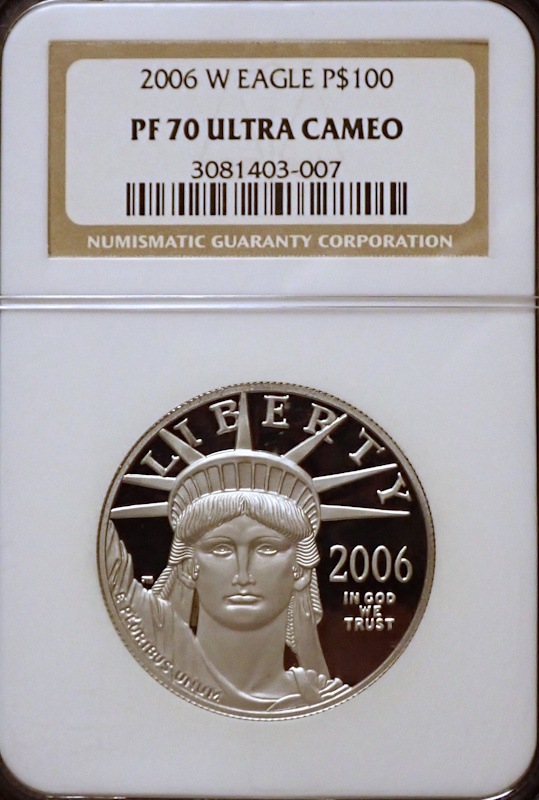 2006 W EAGLE P$100
PF 70 ULTRA CAMEO
3081403-007
NUMISMATIC GUARANTY CORPORATION
LIBERTY
2006
IN GOD
WE
TRUST
E PLURIBUS UNUM